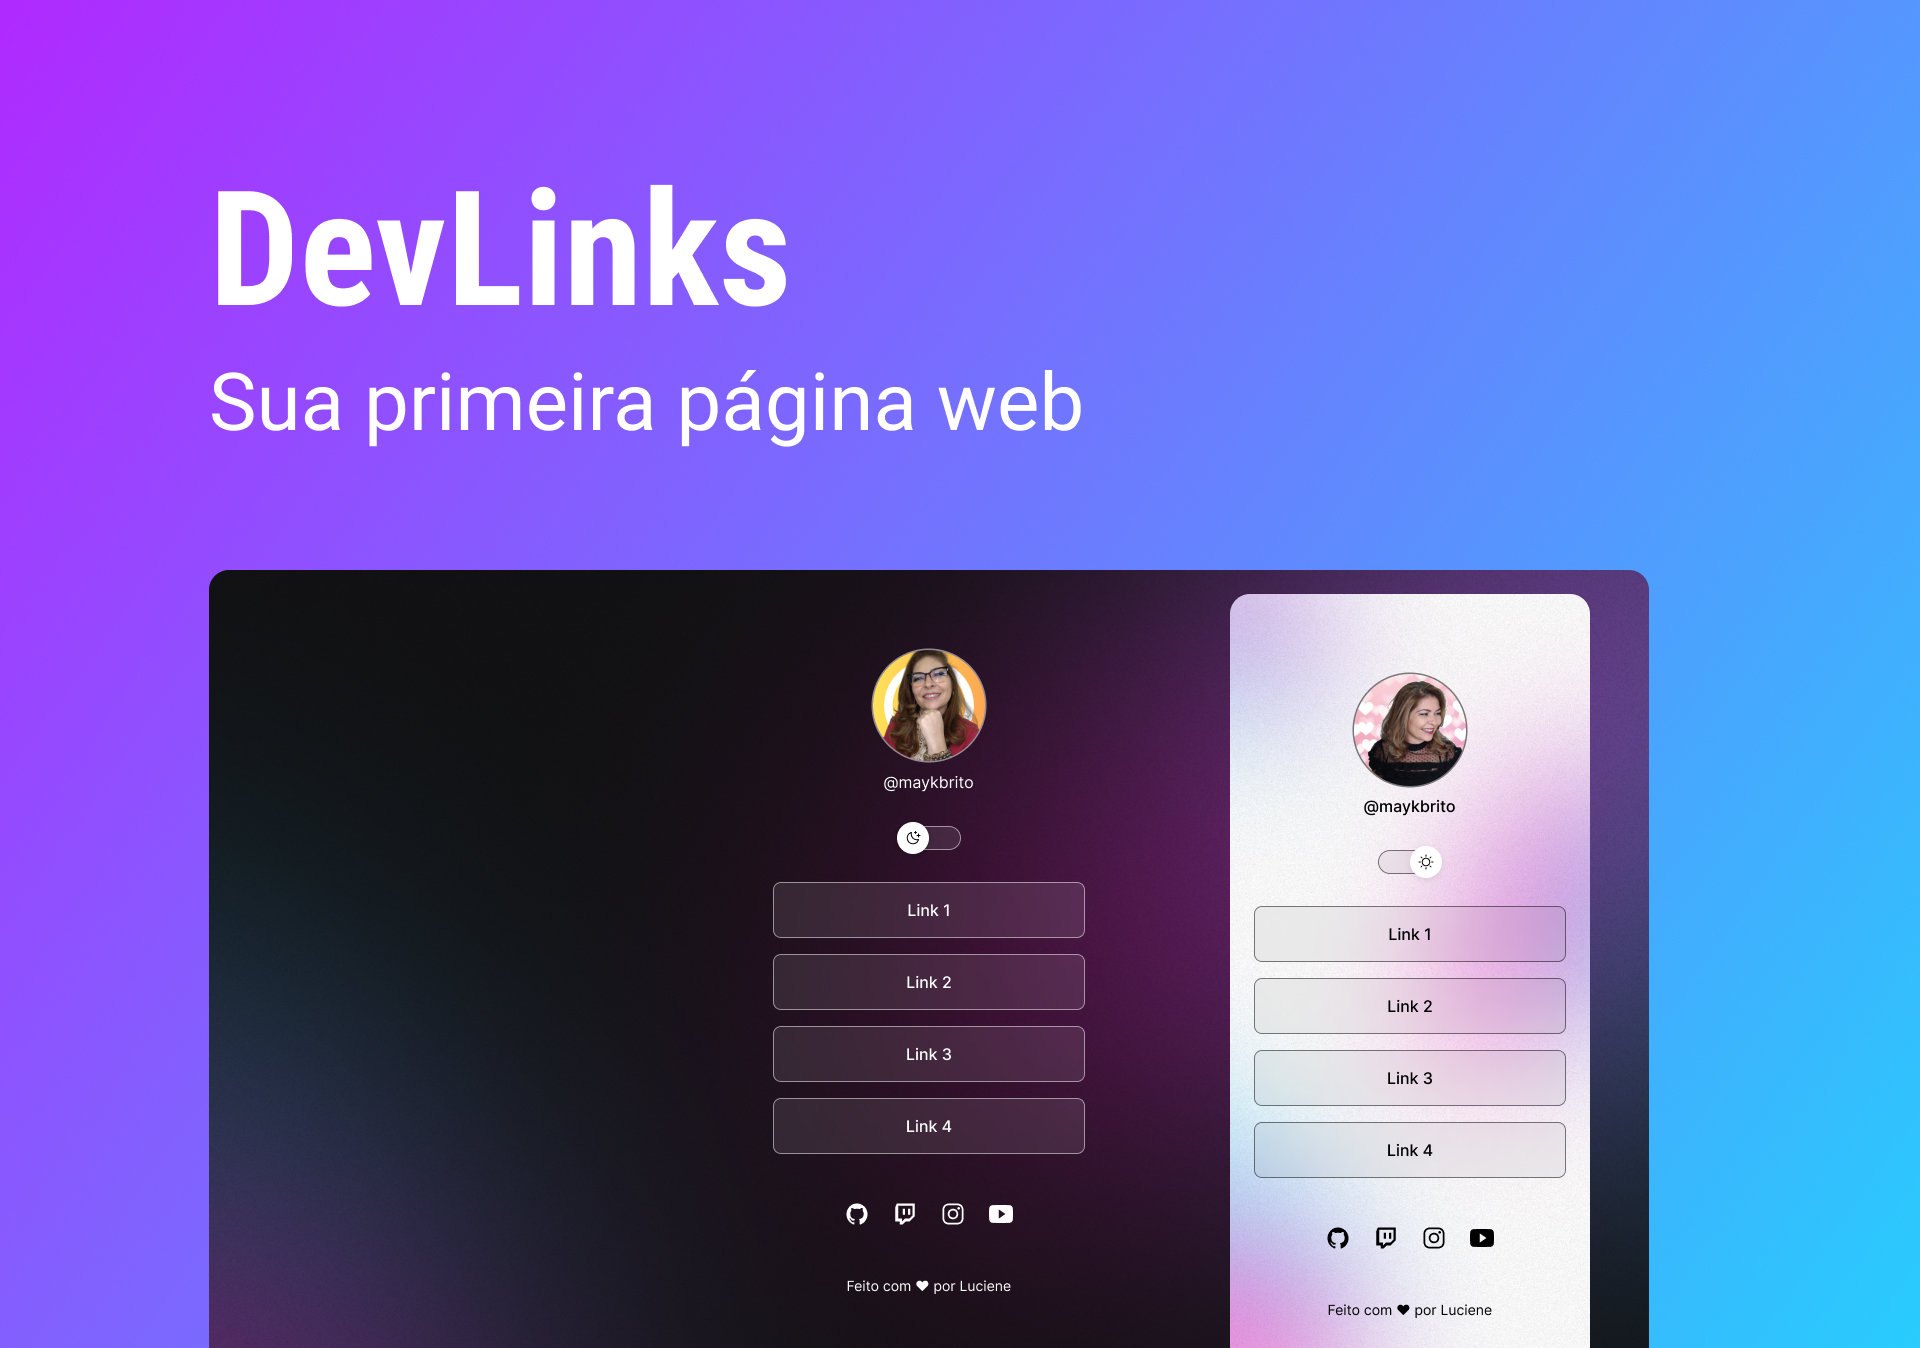 DevLinks
Sua primeira página web
@maykbrito
Link 1
Link 2
Link 3
Link 4
Feito com ♥ por Luciene
@maykbrito
Link 1
Link 2
Link 3
Link 4
Feito com ♥ por Luciene